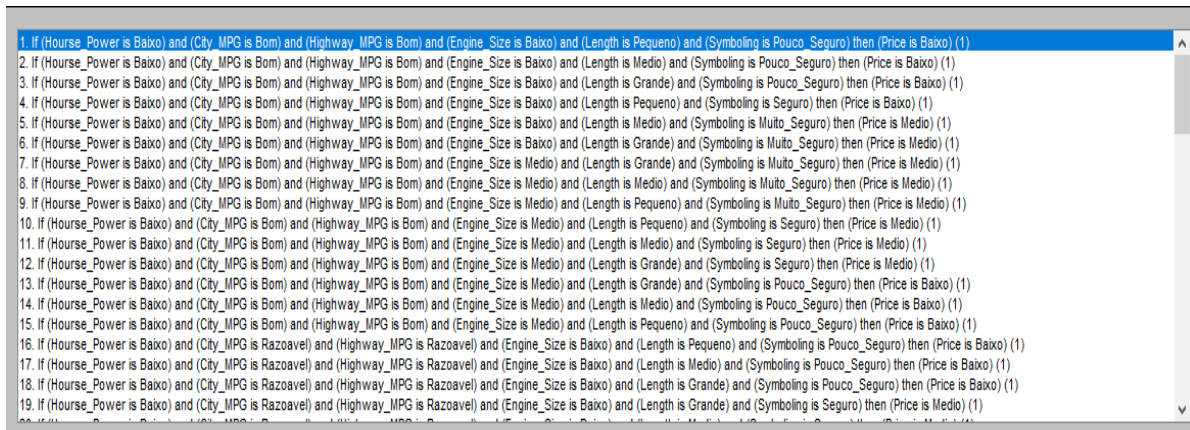 1. If (Hourse_Power is Baixo) and (City_MPG is Bom) and (Highway_MPG is Bom) and (Engine_Size is Baixo) and (Length is Pequeno) and (Symboling is Pouco_Seguro) then (Price is Baixo) (1)
2. If (Hourse_Power is Baixo) and (City_MPG is Bom) and (Highway_MPG is Bom) and (Engine_Size is Baixo) and (Length is Medio) and (Symboling is Pouco_Seguro) then (Price is Baixo) (1)
3. If (Hourse_Power is Baixo) and (City_MPG is Bom) and (Highway_MPG is Bom) and (Engine_Size is Baixo) and (Length is Grande) and (Symboling is Pouco_Seguro) then (Price is Baixo) (1)
4. If (Hourse_Power is Baixo) and (City_MPG is Bom) and (Highway_MPG is Bom) and (Engine_Size is Baixo) and (Length is Pequeno) and (Symboling is Seguro) then (Price is Baixo) (1)
5. If (Hourse_Power is Baixo) and (City_MPG is Bom) and (Highway_MPG is Bom) and (Engine_Size is Baixo) and (Length is Medio) and (Symboling is Muito_Seguro) then (Price is Medio) (1)
6. If (Hourse_Power is Baixo) and (City_MPG is Bom) and (Highway_MPG is Bom) and (Engine_Size is Baixo) and (Length is Grande) and (Symboling is Muito_Seguro) then (Price is Medio) (1)
7. If (Hourse_Power is Baixo) and (City_MPG is Bom) and (Highway_MPG is Bom) and (Engine_Size is Medio) and (Length is Grande) and (Symboling is Muito_Seguro) then (Price is Medio) (1)
8. If (Hourse_Power is Baixo) and (City_MPG is Bom) and (Highway_MPG is Bom) and (Engine_Size is Medio) and (Length is Medio) and (Symboling is Muito_Seguro) then (Price is Medio) (1)
9. If (Hourse_Power is Baixo) and (City_MPG is Bom) and (Highway_MPG is Bom) and (Engine_Size is Medio) and (Length is Pequeno) and (Symboling is Muito_Seguro) then (Price is Medio) (1)
10. If (Hourse_Power is Baixo) and (City_MPG is Bom) and (Highway_MPG is Bom) and (Engine_Size is Medio) and (Length is Pequeno) and (Symboling is Seguro) then (Price is Medio) (1)
11. If (Hourse_Power is Baixo) and (City_MPG is Bom) and (Highway_MPG is Bom) and (Engine_Size is Medio) and (Length is Medio) and (Symboling is Seguro) then (Price is Medio) (1)
12. If (Hourse_Power is Baixo) and (City_MPG is Bom) and (Highway_MPG is Bom) and (Engine_Size is Medio) and (Length is Grande) and (Symboling is Seguro) then (Price is Medio) (1)
13. If (Hourse_Power is Baixo) and (City_MPG is Bom) and (Highway_MPG is Bom) and (Engine_Size is Medio) and (Length is Grande) and (Symboling is Pouco_Seguro) then (Price is Baixo) (1)
14. If (Hourse_Power is Baixo) and (City_MPG is Bom) and (Highway_MPG is Bom) and (Engine_Size is Medio) and (Length is Medio) and (Symboling is Pouco_Seguro) then (Price is Baixo) (1)
15. If (Hourse_Power is Baixo) and (City_MPG is Bom) and (Highway_MPG is Bom) and (Engine_Size is Medio) and (Length is Pequeno) and (Symboling is Pouco_Seguro) then (Price is Baixo) (1)
16. If (Hourse_Power is Baixo) and (City_MPG is Razoavel) and (Highway_MPG is Razoavel) and (Engine_Size is Baixo) and (Length is Pequeno) and (Symboling is Pouco_Seguro) then (Price is Baixo) (1)
17. If (Hourse_Power is Baixo) and (City_MPG is Razoavel) and (Highway_MPG is Razoavel) and (Engine_Size is Baixo) and (Length is Medio) and (Symboling is Pouco_Seguro) then (Price is Baixo) (1)
18. If (Hourse_Power is Baixo) and (City_MPG is Razoavel) and (Highway_MPG is Razoavel) and (Engine_Size is Baixo) and (Length is Grande) and (Symboling is Pouco_Seguro) then (Price is Baixo) (1)
19. If (Hourse_Power is Baixo) and (City_MPG is Razoavel) and (Highway_MPG is Razoavel) and (Engine_Size is Baixo) and (Length is Grande) and (Symboling is Seguro) then (Price is Medio) (1)